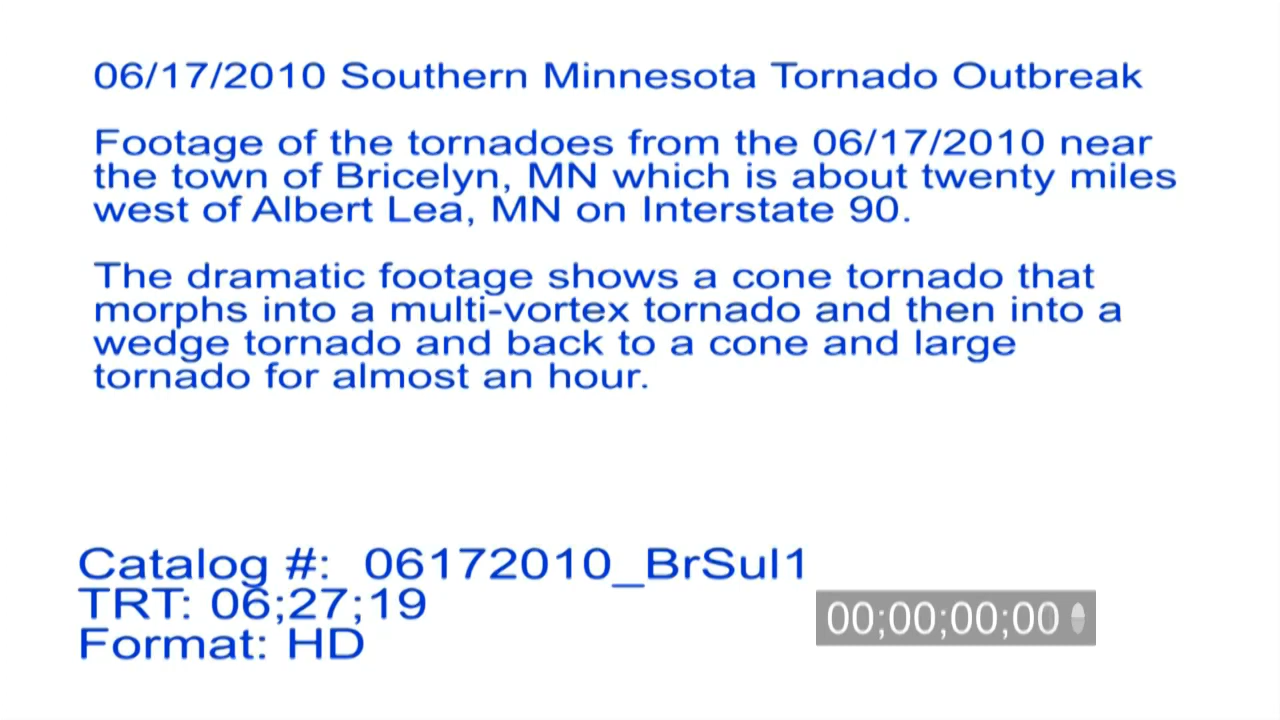 06/17/2010 Southern Minnesota Tornado Outbreak
Footage of the tornadoes from the 06/17/2010 near
the town of Bricelyn, MN which is about twenty miles
west of Albert Lea, MN on Interstate 90.
The dramatic footage shows a cone tornado that
morphs into a multi-vortex tornado and then into a
wedge tornado and back to a cone and large
tornado for almost an hour.
Catalog #:  06172010_BrSul1
TRT: 06;27;19
Format: HD
00;00;00;00